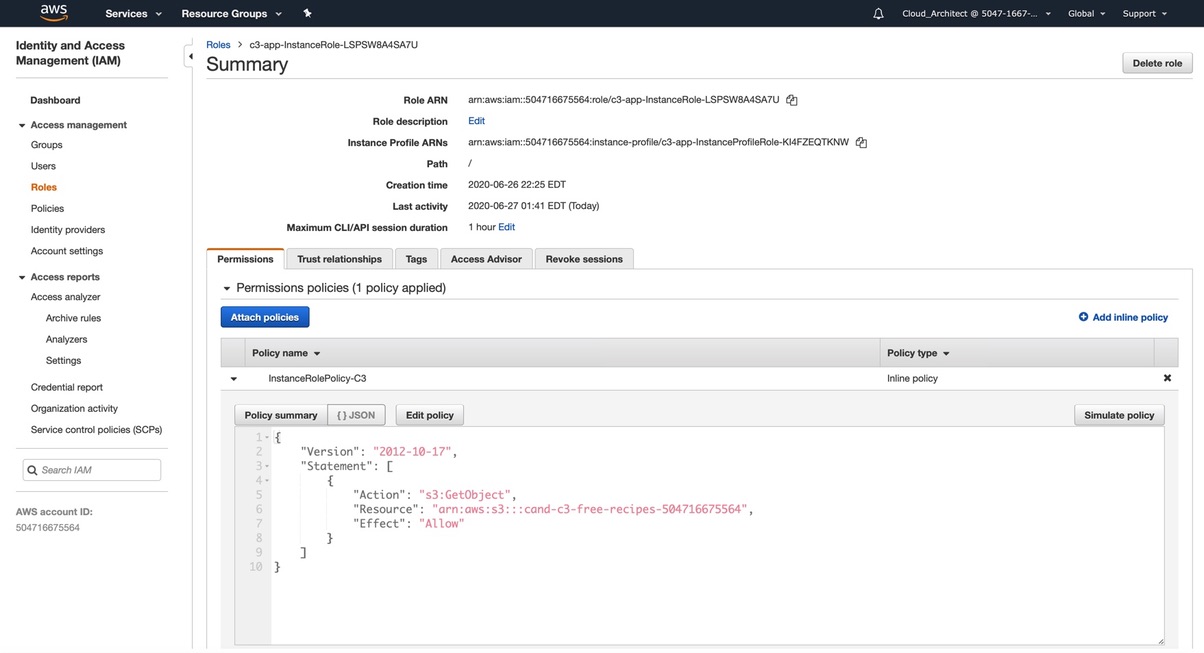 aws Services Resource Groups Cloud_Architect @ 5047-1667-... Global Support
Identity and Access
Management (IAM)
Dashboard
Access management
Groups
Users
Roles
Policies
Identity providers
Account settings
Access reports
Access analyzer
Archive rules
Analyzers
Settings
Credential report
Organization activity
Service control policies (SCPs)
Search IAM
AWS account ID:
504716675564
Roles > c3-app-InstanceRole-LSPSW8A4SA7U
Summary
Delete role
Role ARN arn:aws:iam::504716675564:role/c3-app-InstanceRole-LSPSW8A4SA7U
Role description Edit
Instance Profile ARNs arn:aws:iam::504716675564:instance-profile/c3-app-InstanceProfileRole-KI4FZEQTKNW
Path /
Creation time 2020-06-26 22:25 EDT
Last activity 2020-06-27 01:41 EDT (Today)
Maximum CLI/API session duration 1 hour Edit
Permissions Trust relationships Tags Access Advisor Revoke sessions
Permissions policies (1 policy applied)
Attach policies Add inline policy
Policy name Policy type
InstanceRolePolicy-C3 Inline policy
Policy summary { } JSON Edit policy Simulate policy
1 {
2 "Version": "2012-10-17",
3 "Statement": [
4 {
5 "Action": "s3:GetObject",
6 "Resource": "arn:aws:s3:::cand-c3-free-recipes-504716675564",
7 "Effect": "Allow"
8 }
9 ]
10 }